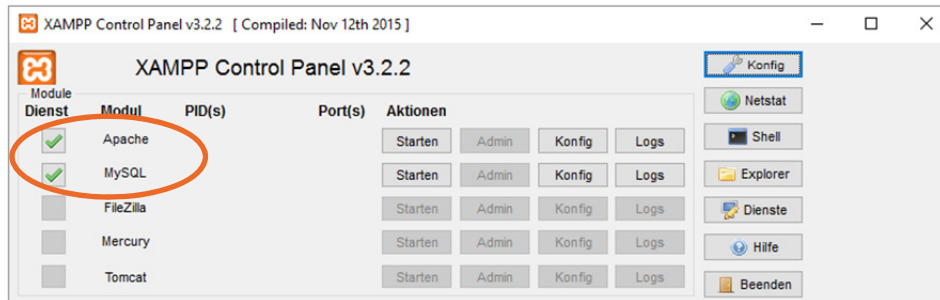 XAMPP Control Panel v3.2.2 [ Compiled: Nov 12th 2015 ]
XAMPP Control Panel v3.2.2
Konfig
Module
Dienst Modul PID(s) Port(s) Aktionen
Netstat
Apache Starten Admin Konfig Logs
Shell
MySQL Starten Admin Konfig Logs
Explorer
FileZilla Starten Admin Konfig Logs
Dienste
Mercury Starten Admin Konfig Logs
Hilfe
Tomcat Starten Admin Konfig Logs
Beenden